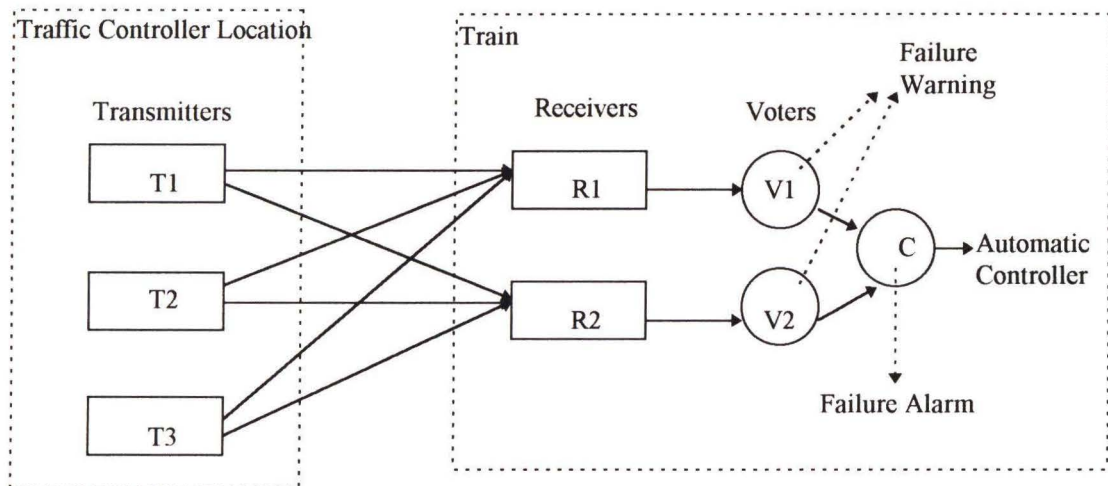 Traffic Controller Location
Train
Failure
Warning
Transmitters
Receivers
Voters
T1
R1
V1
C
Automatic
Controller
T2
R2
V2
T3
Failure Alarm